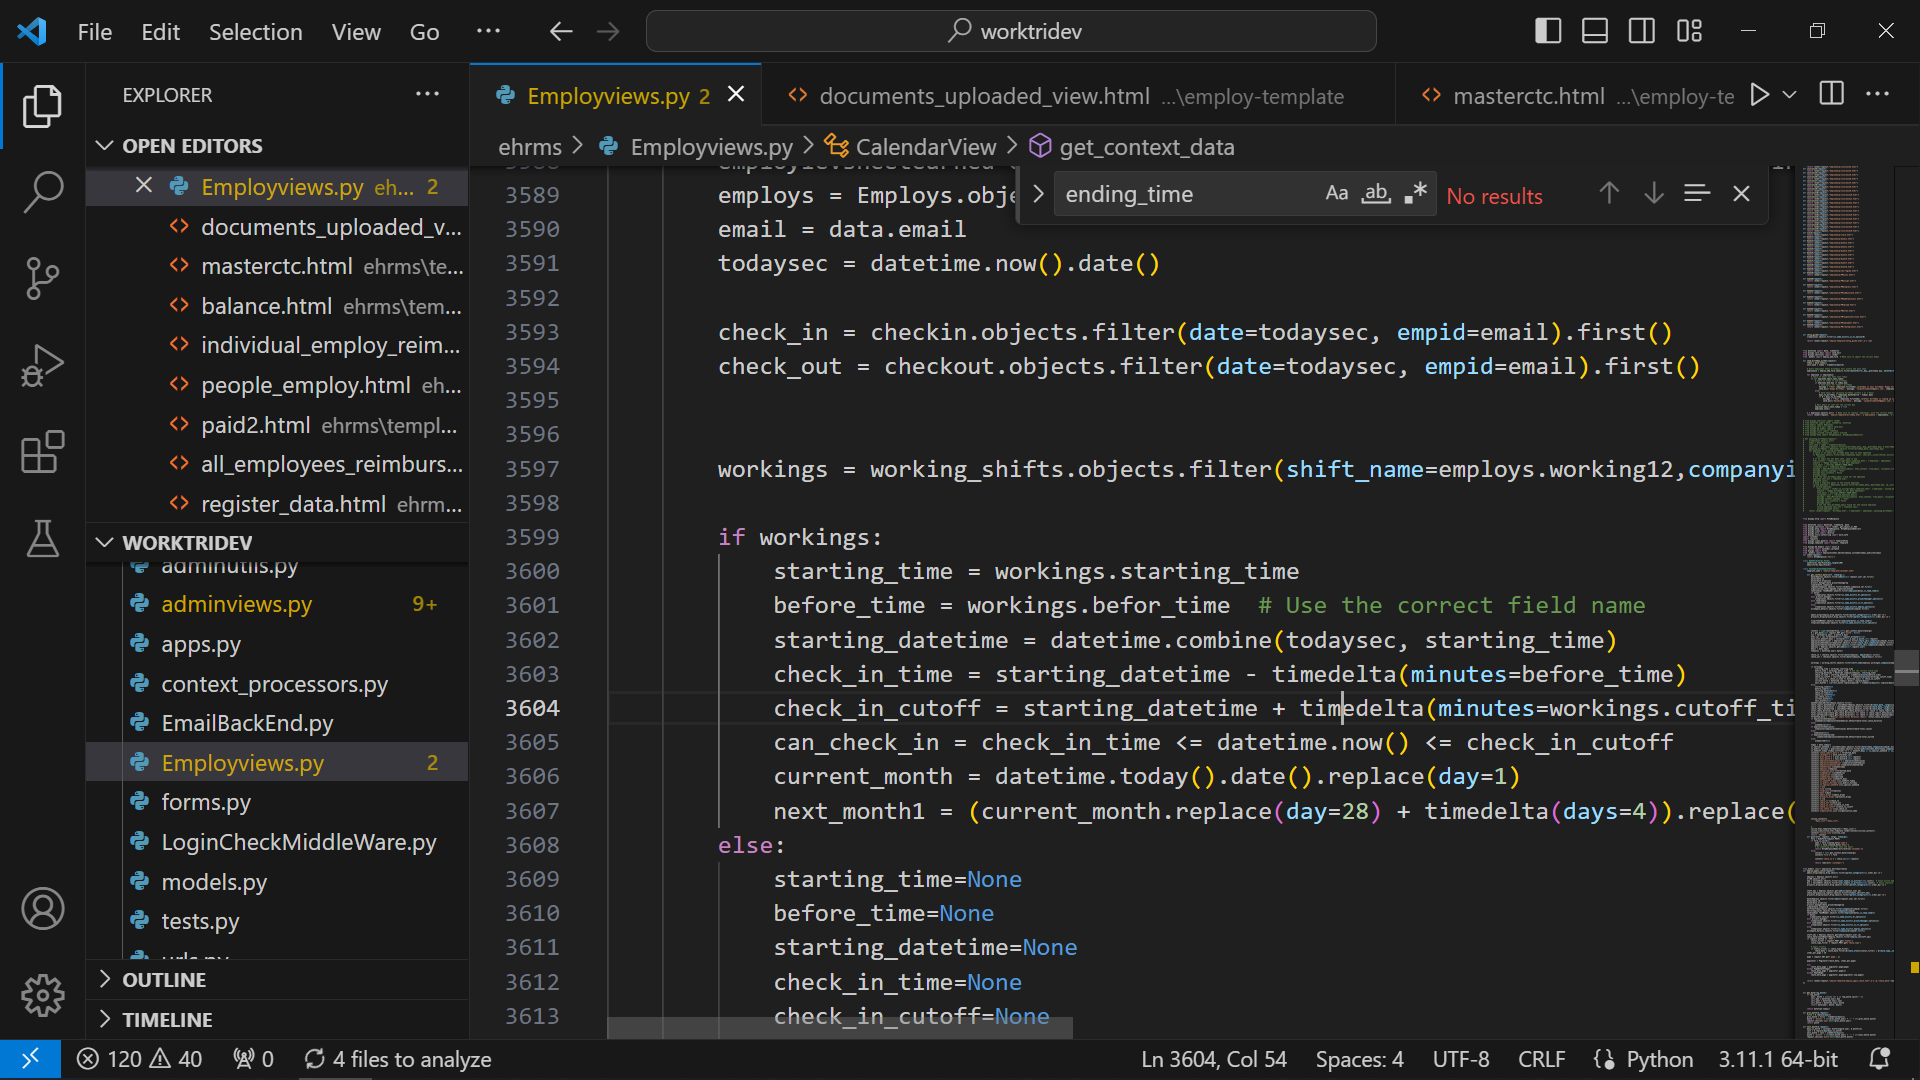 File Edit Selection View Go ... worktridev
EXPLORER ...
OPEN EDITORS
Employviews.py eh... 2
documents_uploaded_v...
masterctc.html ehrms\te...
balance.html ehrms\tem...
individual_employ_reim...
people_employ.html eh...
paid2.html ehrms\templ...
all_employees_reimburs...
register_data.html ehrm...
WORKTRIDEV
adminutils.py
adminviews.py 9+
apps.py
context_processors.py
EmailBackEnd.py
Employviews.py 2
forms.py
LoginCheckMiddleWare.py
models.py
tests.py
urls.py
OUTLINE
TIMELINE
Employviews.py 2 documents_uploaded_view.html ...\employ-template masterctc.html ...\employ-te
ehrms > Employviews.py > CalendarView > get_context_data
ending_time Aa ab No results
3589 employs = Employs.obje
3590 email = data.email
3591 todaysec = datetime.now().date()
3592
3593 check_in = checkin.objects.filter(date=todaysec, empid=email).first()
3594 check_out = checkout.objects.filter(date=todaysec, empid=email).first()
3595
3596
3597 workings = working_shifts.objects.filter(shift_name=employs.working12,companyi
3598
3599 if workings:
3600 starting_time = workings.starting_time
3601 before_time = workings.befor_time # Use the correct field name
3602 starting_datetime = datetime.combine(todaysec, starting_time)
3603 check_in_time = starting_datetime - timedelta(minutes=before_time)
3604 check_in_cutoff = starting_datetime + timedelta(minutes=workings.cutoff_ti
3605 can_check_in = check_in_time <= datetime.now() <= check_in_cutoff
3606 current_month = datetime.today().date().replace(day=1)
3607 next_month1 = (current_month.replace(day=28) + timedelta(days=4)).replace(
3608 else:
3609 starting_time=None
3610 before_time=None
3611 starting_datetime=None
3612 check_in_time=None
3613 check_in_cutoff=None
120 40 0 4 files to analyze Ln 3604, Col 54 Spaces: 4 UTF-8 CRLF Python 3.11.1 64-bit